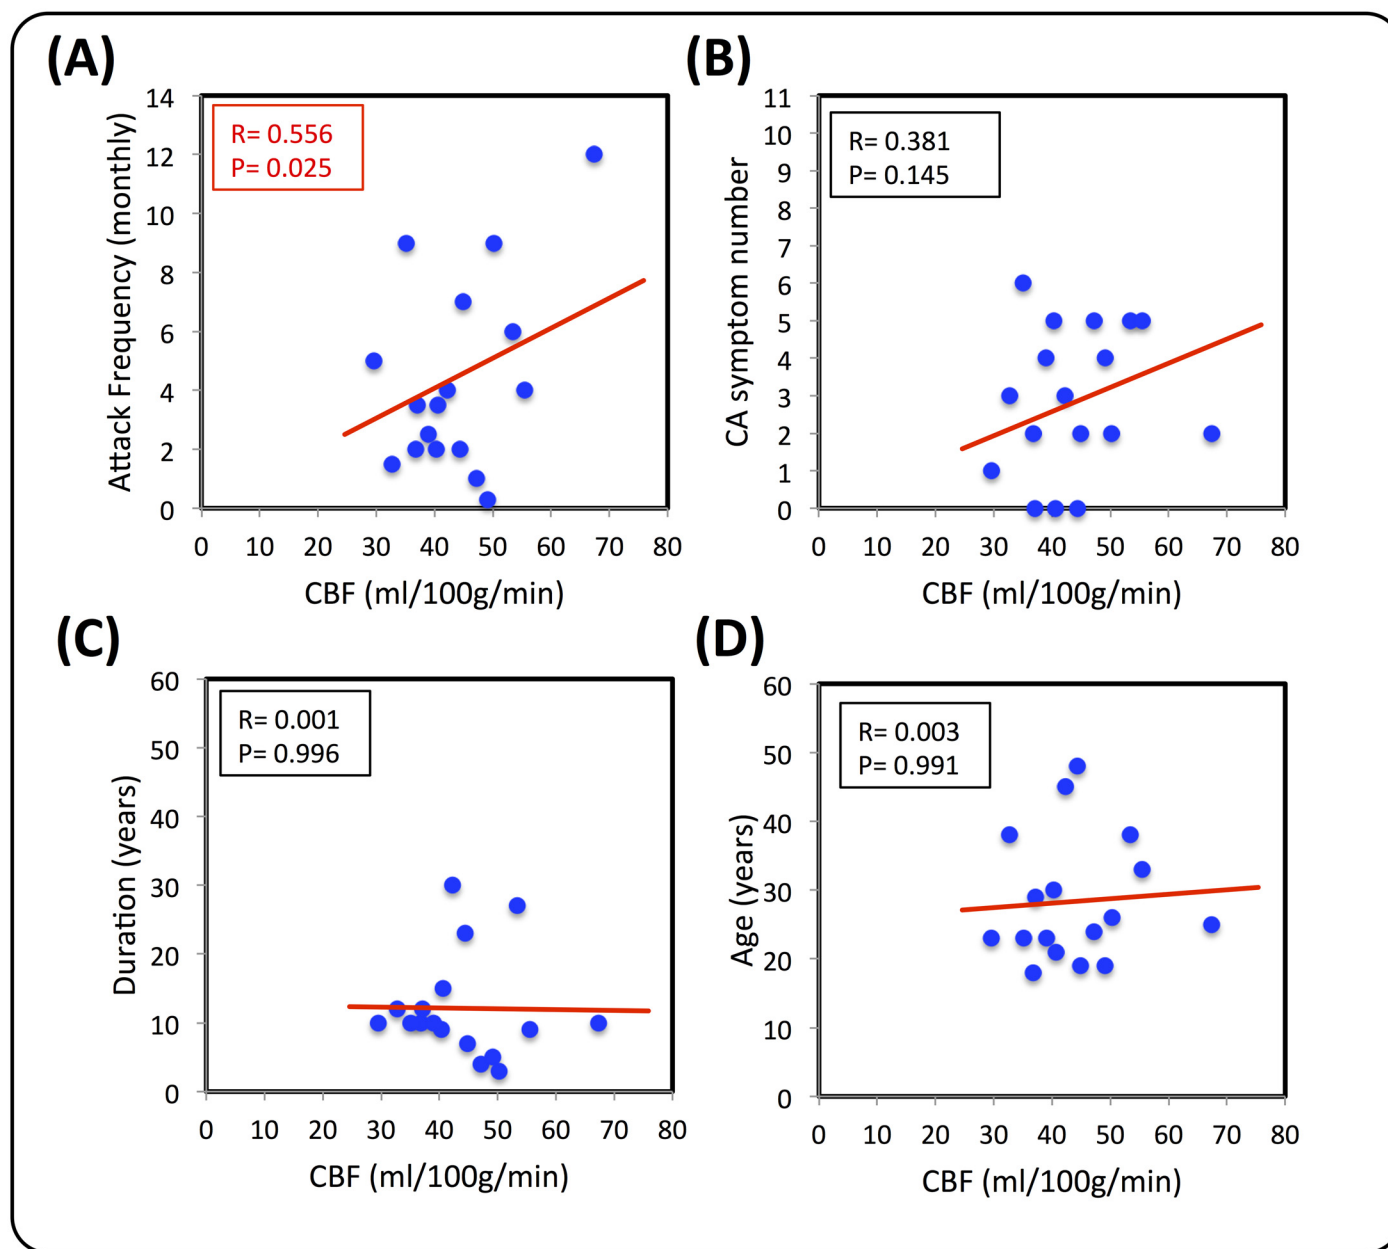 (A)
R= 0.556
P= 0.025
Attack Frequency (monthly)
14
12
10
8
6
4
2
0
0 10 20 30 40 50 60 70 80
CBF (ml/100g/min)
(B)
R= 0.381
P= 0.145
CA symptom number
11
10
9
8
7
6
5
4
3
2
1
0
0 10 20 30 40 50 60 70 80
CBF (ml/100g/min)
(C)
R= 0.001
P= 0.996
Duration (years)
60
50
40
30
20
10
0
0 10 20 30 40 50 60 70 80
CBF (ml/100g/min)
(D)
R= 0.003
P= 0.991
Age (years)
60
50
40
30
20
10
0
0 10 20 30 40 50 60 70 80
CBF (ml/100g/min)